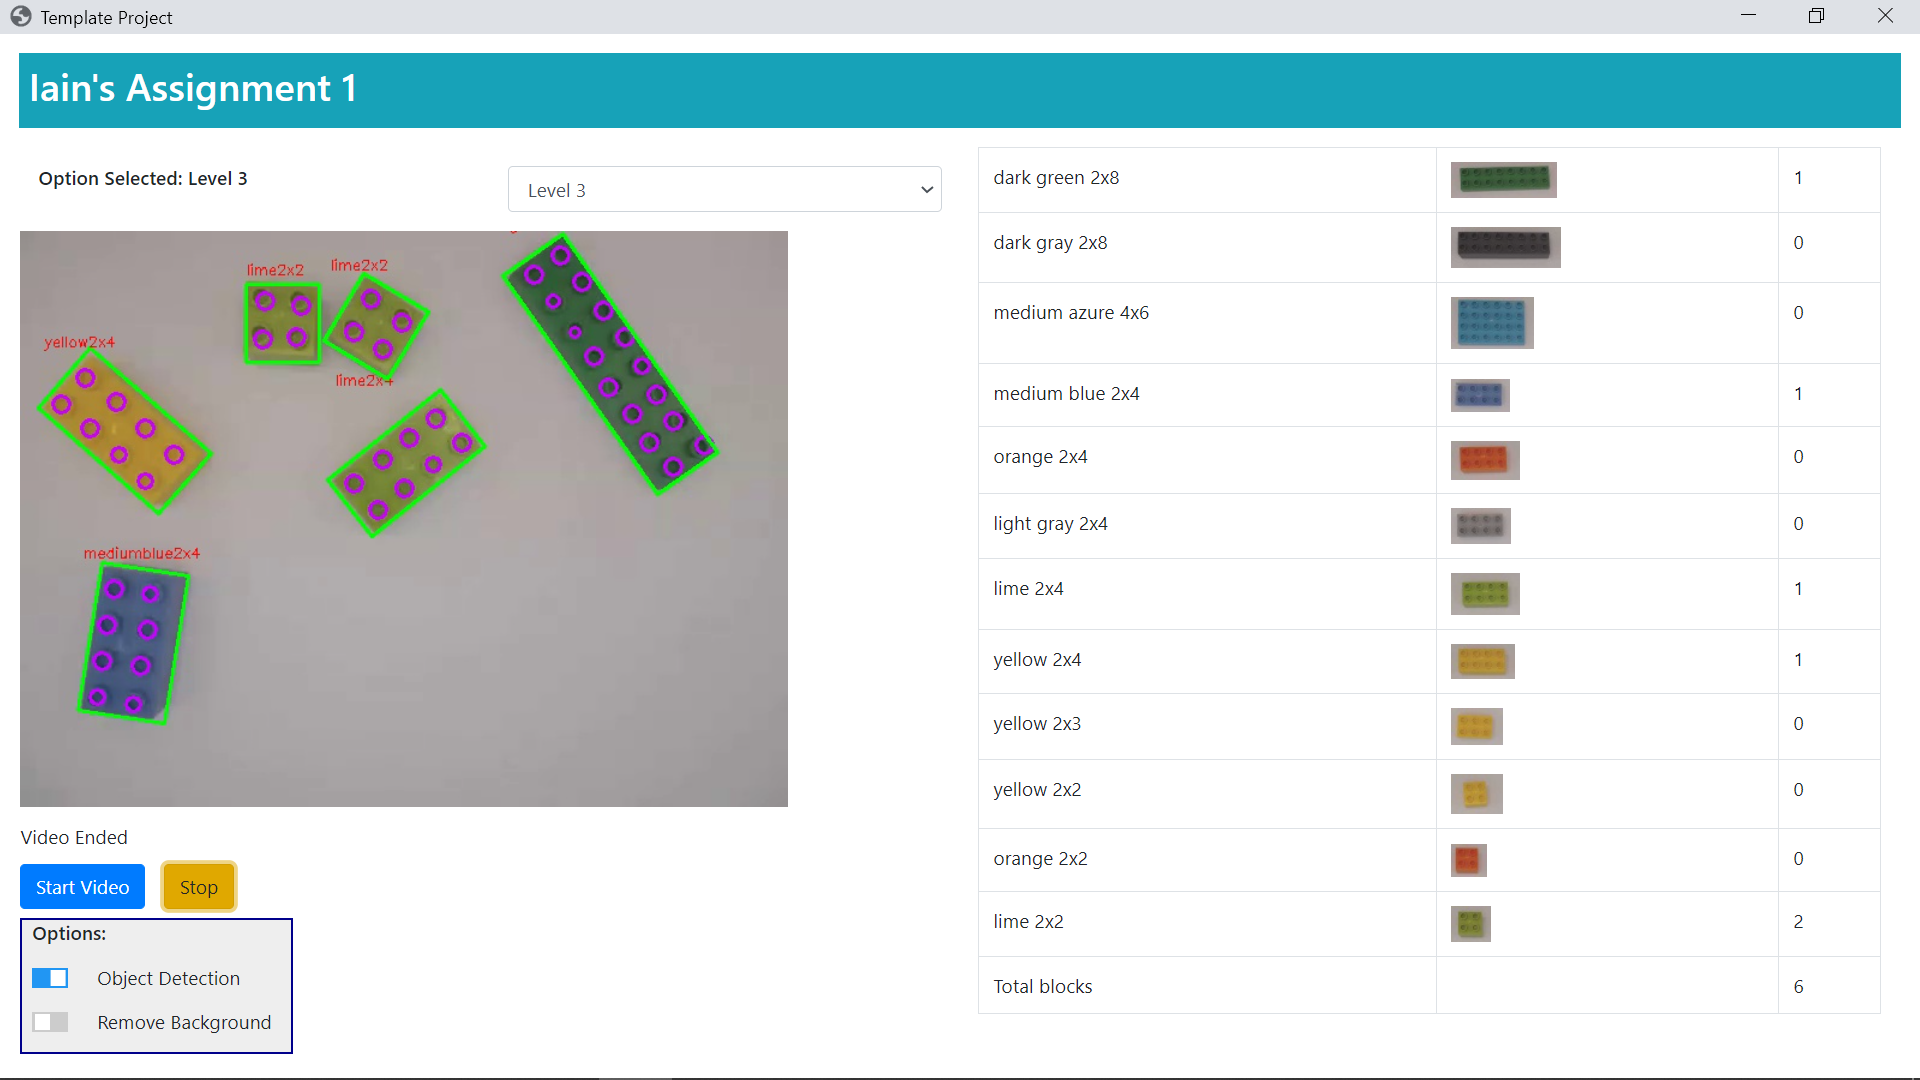 Template Project
Iain's Assignment 1
Option Selected: Level 3
Level 3
lime2x2
lime2x2
yellow2x4
lime2x4
mediumblue2x4
Video Ended
Start Video
Stop
Options:
Object Detection
Remove Background
dark green 2x8 1
dark gray 2x8 0
medium azure 4x6 0
medium blue 2x4 1
orange 2x4 0
light gray 2x4 0
lime 2x4 1
yellow 2x4 1
yellow 2x3 0
yellow 2x2 0
orange 2x2 0
lime 2x2 2
Total blocks 6